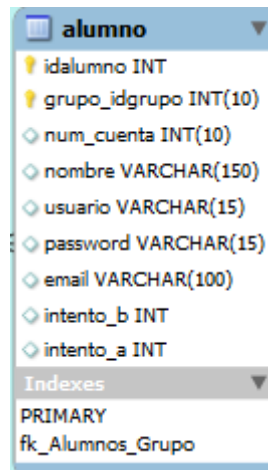 alumno
idalumno INT
grupo_idgrupo INT(10)
num_cuenta INT(10)
nombre VARCHAR(150)
usuario VARCHAR(15)
password VARCHAR(15)
email VARCHAR(100)
intento_b INT
intento_a INT
Indexes
PRIMARY
fk_Alumnos_Grupo